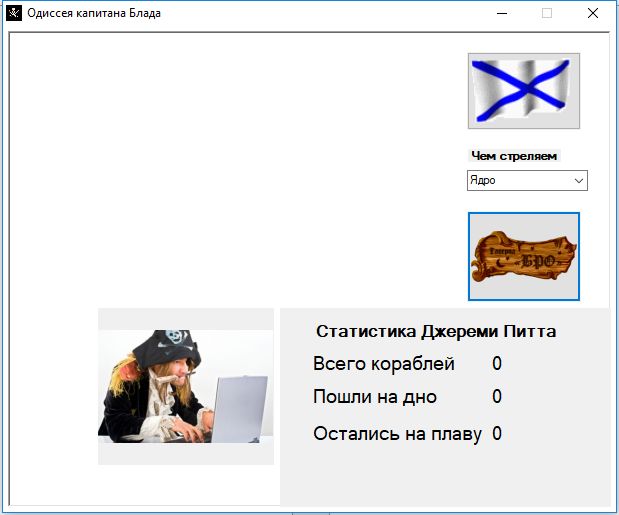 Одиссея капитана Блада
Чем стреляем
Ядро
Таверна
"БРО"
Статистика Джереми Питта
Всего кораблей 0
Пошли на дно 0
Остались на плаву 0